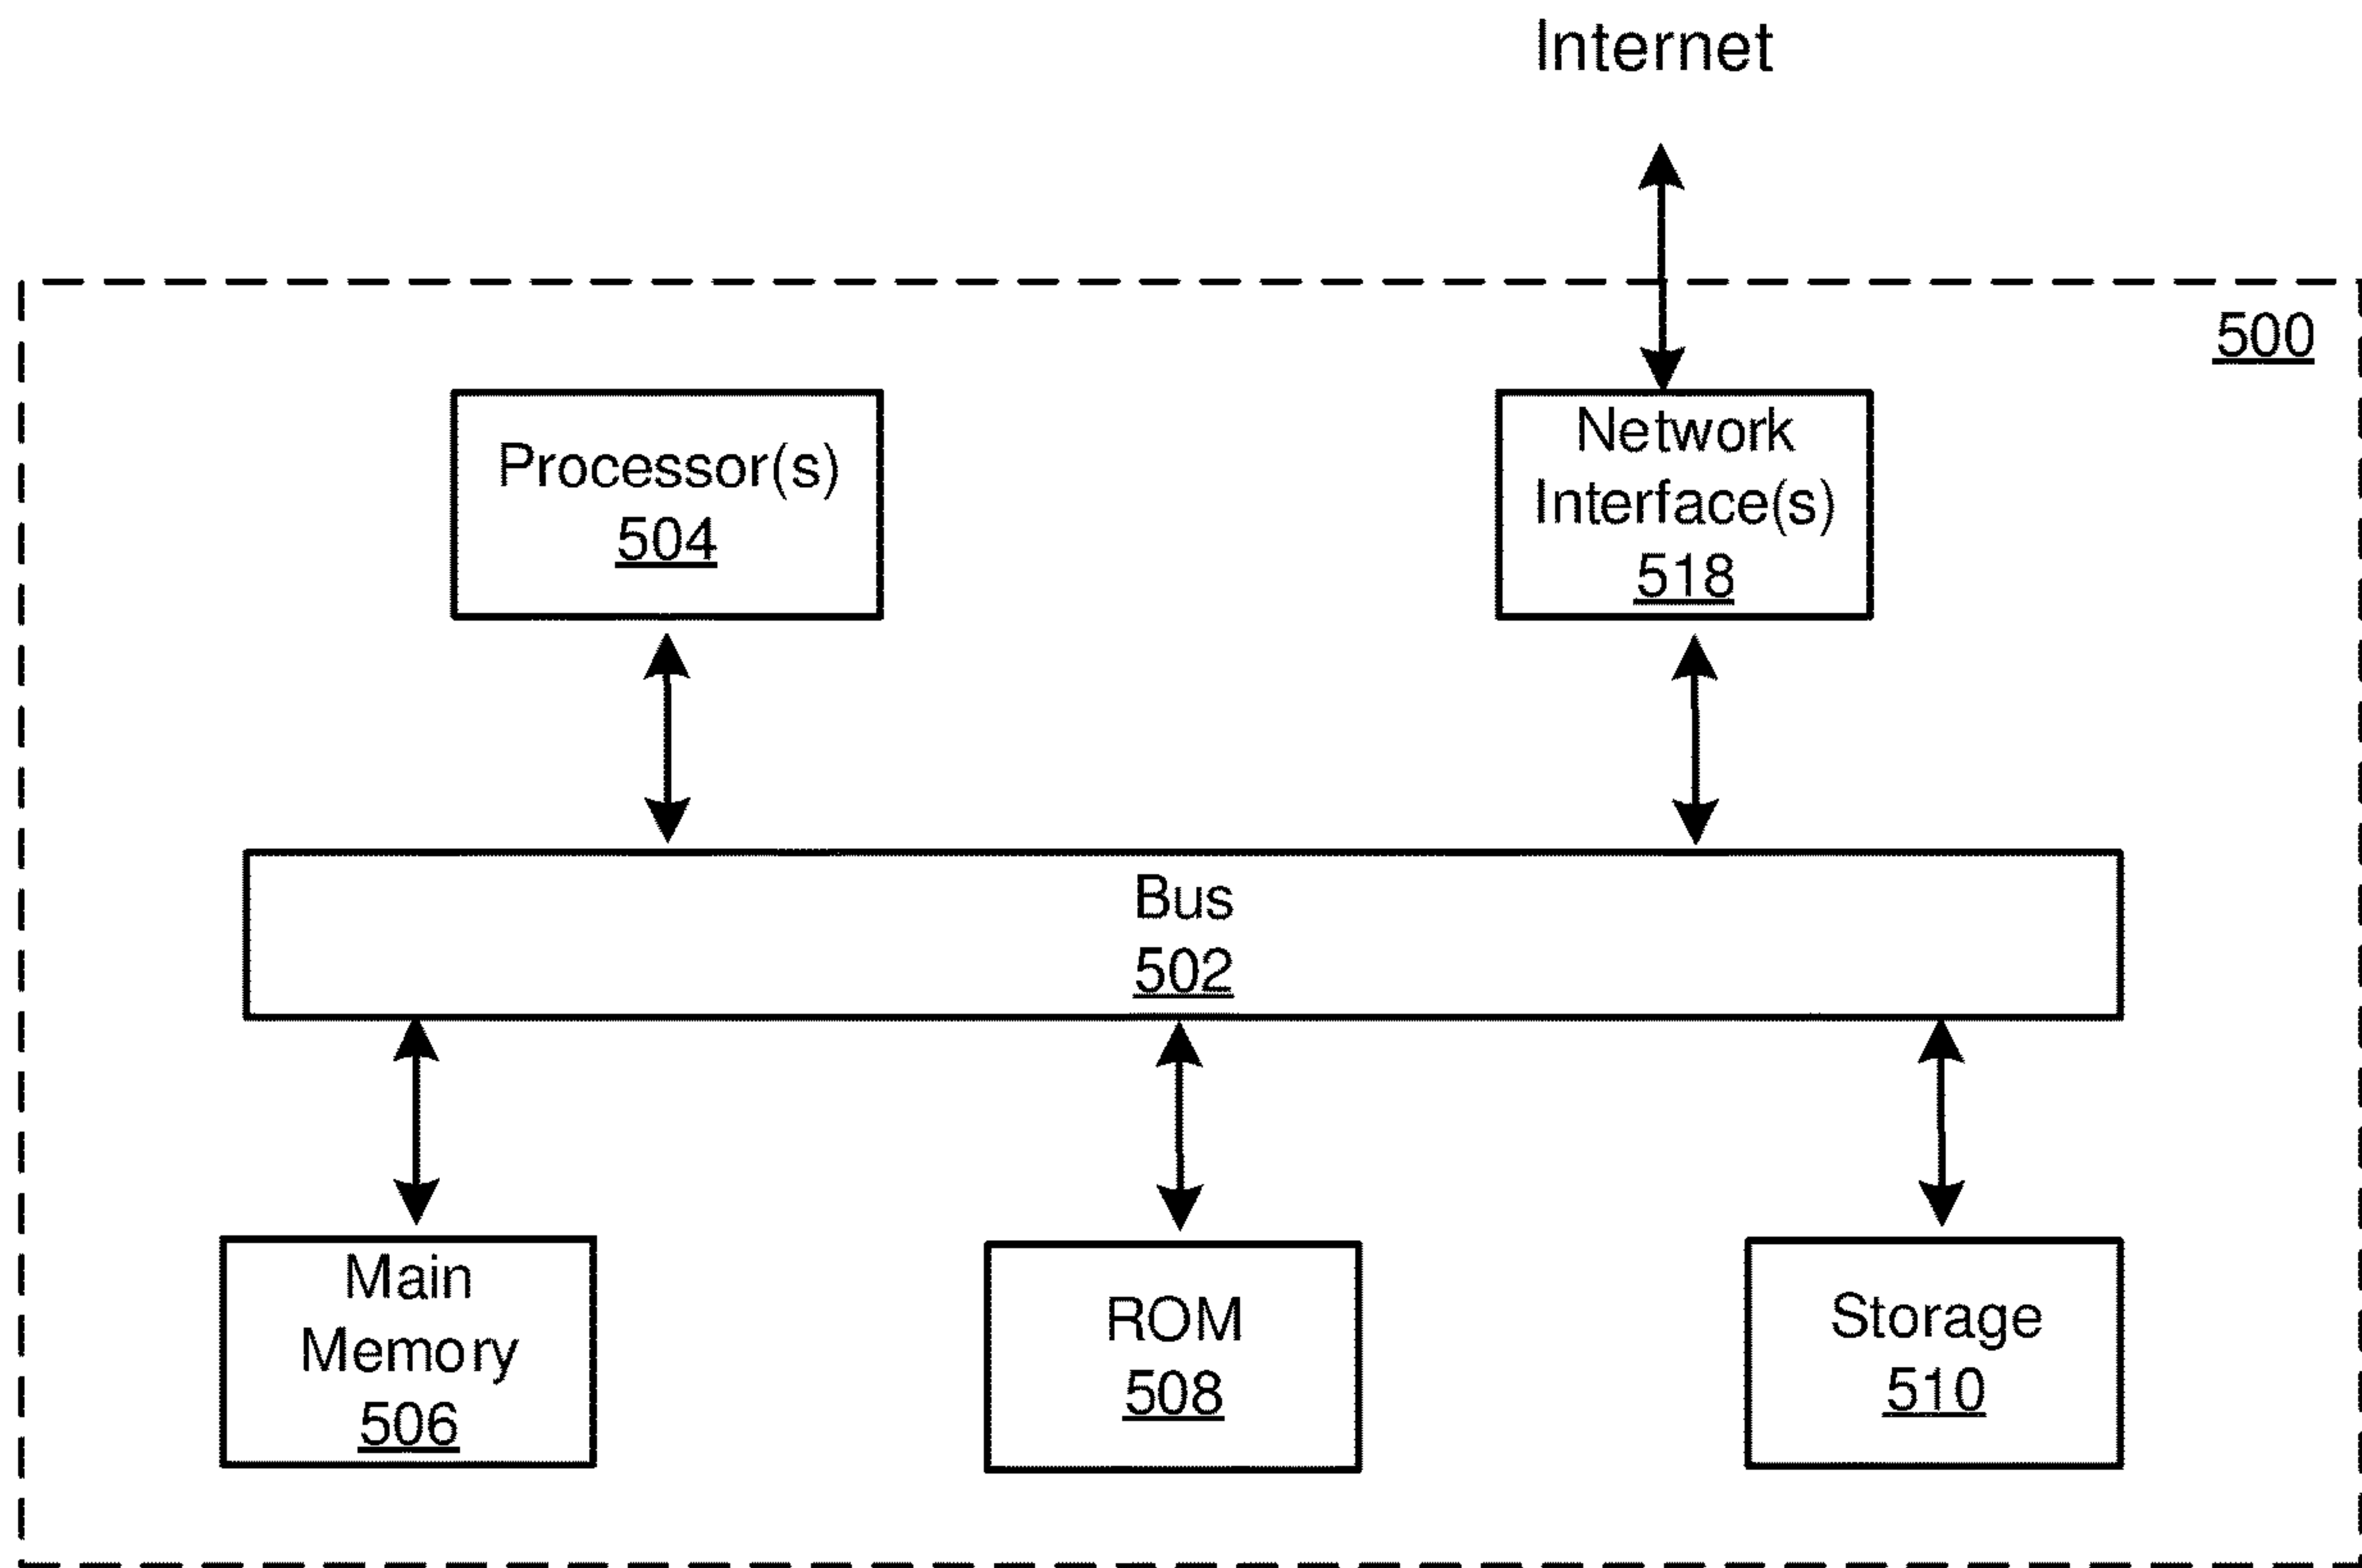 Internet
500
Processor(s)
504
Network
Interface(s)
518
Bus
502
Main
Memory
506
ROM
508
Storage
510